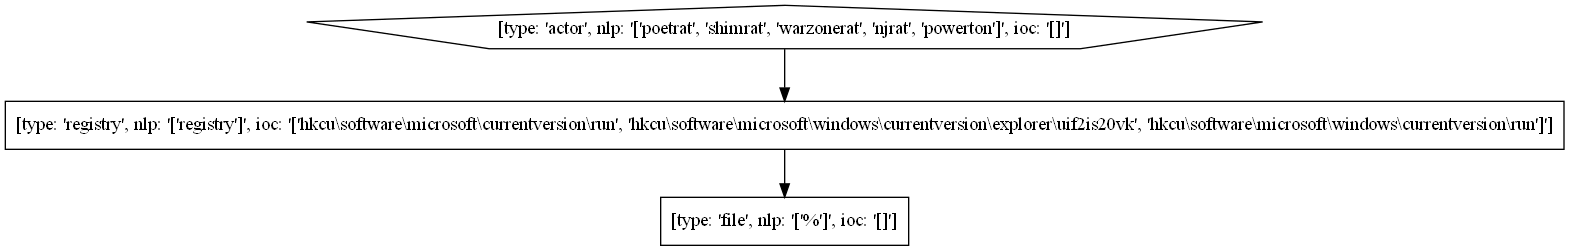 [type: 'actor', nlp: '['poetrat', 'shimrat', 'warzonerat', 'njrat', 'powerton']', ioc: '[]']
[type: 'registry', nlp: '['registry']', ioc: '['hkcu\software\microsoft\currentversion\run', 'hkcu\software\microsoft\windows\currentversion\explorer\uif2is20vk', 'hkcu\software\microsoft\windows\currentversion\run']']
[type: 'file', nlp: '['%']', ioc: '[]']